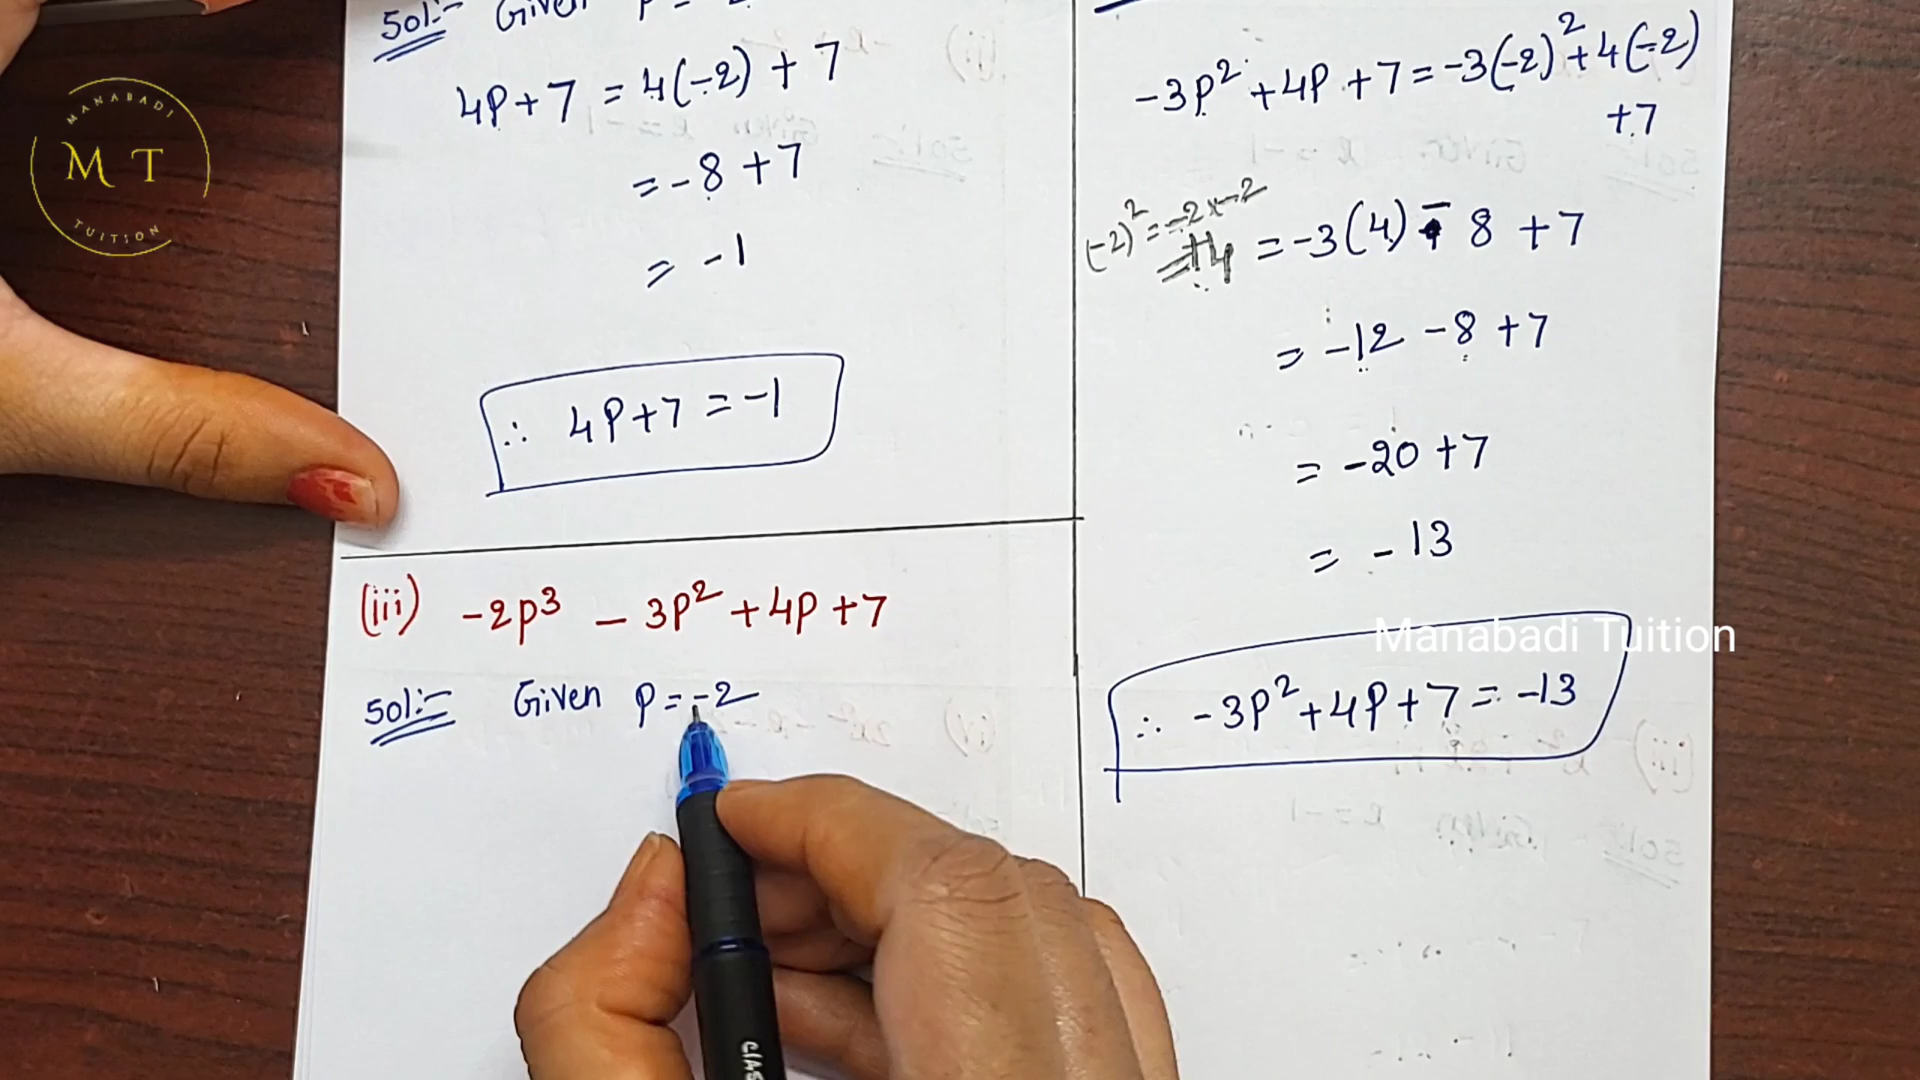 MANABADI
M T
TUITION
Sol:- Given P = -2
4P + 7 = 4(-2) + 7
= -8 + 7
= -1
∴ 4P + 7 = -1
-3P² + 4P + 7 = -3(-2)² + 4(-2)
+7
(-2)² = -2 x -2
= +4
= -3(4) - 8 + 7
= -12 - 8 + 7
= -20 + 7
= -13
Manabadi Tuition
∴ -3P² + 4P + 7 = -13
(iii) -2P³ - 3P² + 4P + 7
Sol:- Given P = -2